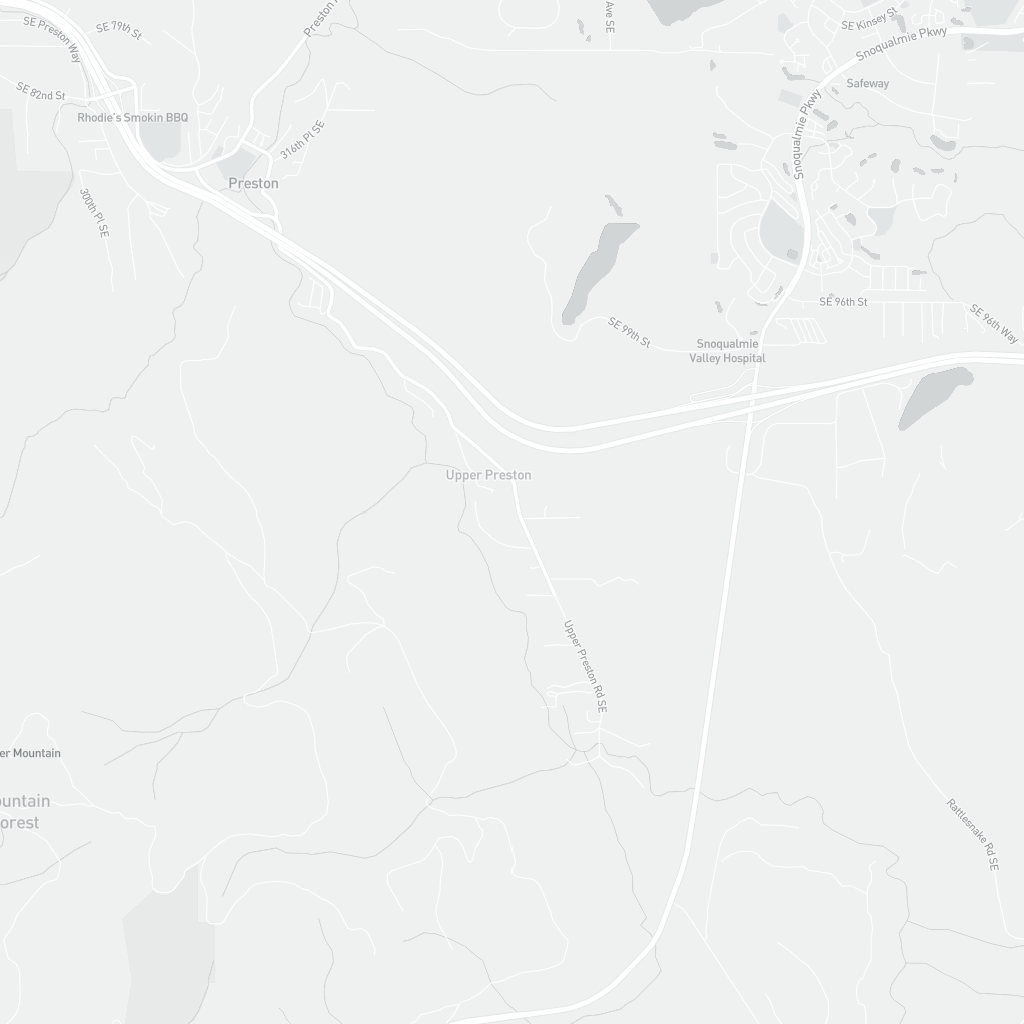 SE Preston Way
SE 79th St
Preston
Ave SE
SE Kinsey St
Snoqualmie Pkwy
SE 82nd St
Safeway
Rhodie's Smokin BBQ
Snoqualmie Pkwy
316th Pl SE
Preston
300th Pl SE
SE 96th St
SE 96th Way
SE 99th St
Snoqualmie
Valley Hospital
Upper Preston
Upper Preston Rd SE
er Mountain
ountain
orest
Rattlesnake Rd SE